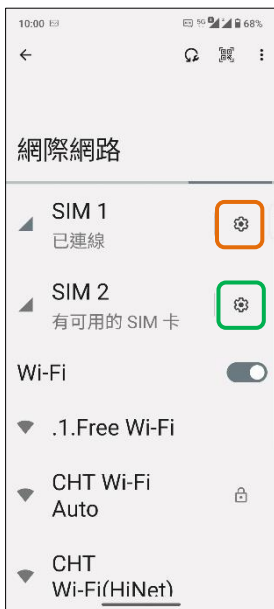 10:00 5G 68%
網際網路
SIM 1
已連線
SIM 2
有可用的 SIM 卡
Wi-Fi
.1.Free Wi-Fi
CHT Wi-Fi
Auto
CHT
Wi-Fi(HiNet)